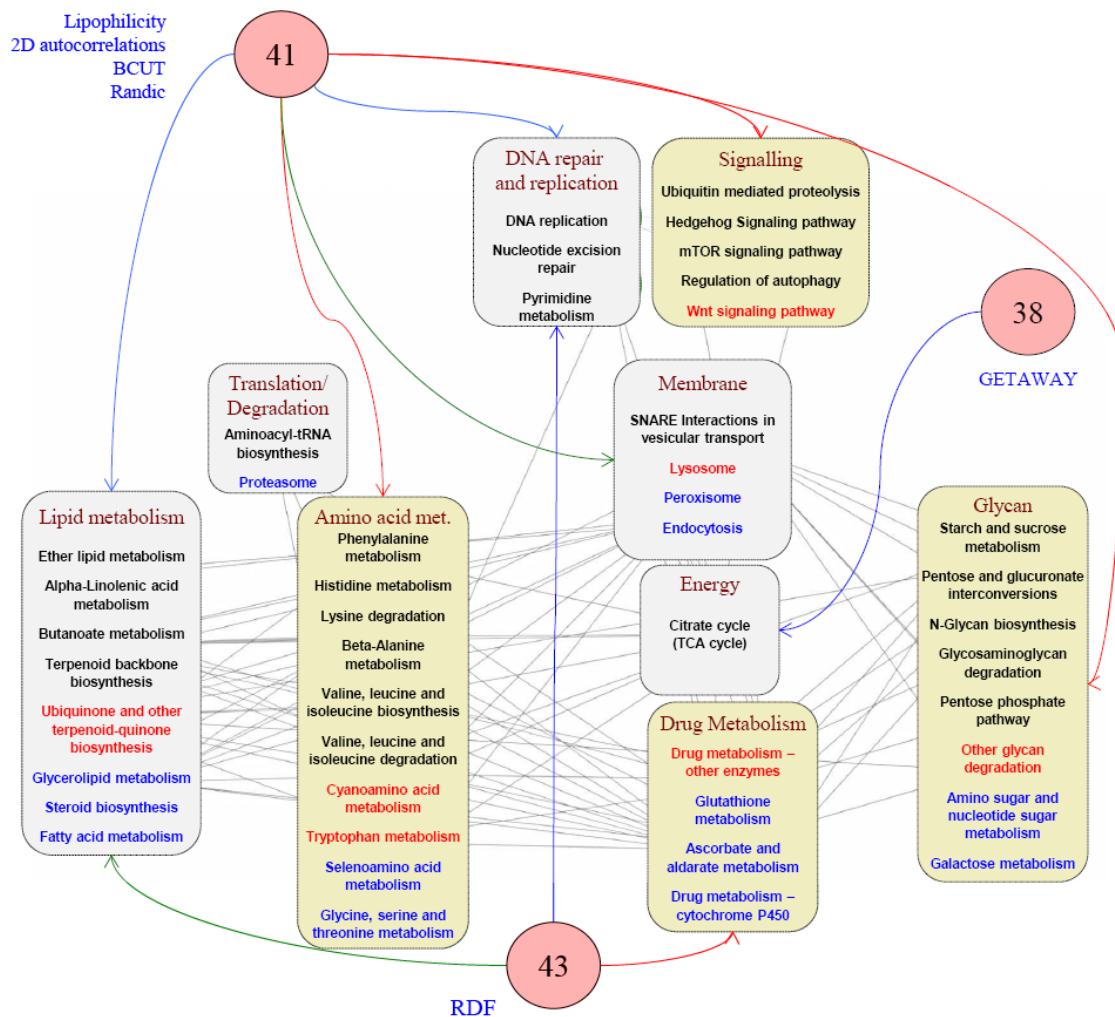 Lipophilicity
2D autocorrelations
BCUT
Randic
41
DNA repair
and replication
DNA replication
Nucleotide excision
repair
Pyrimidine
metabolism
Signalling
Ubiquitin mediated proteolysis
Hedgehog Signaling pathway
mTOR signaling pathway
Regulation of autophagy
Wnt signaling pathway
38
GETAWAY
Translation/
Degradation
Aminoacyl-tRNA
biosynthesis
Proteasome
Membrane
SNARE Interactions in
vesicular transport
Lysosome
Peroxisome
Endocytosis
Lipid metabolism
Ether lipid metabolism
Alpha-Linolenic acid
metabolism
Butanoate metabolism
Terpenoid backbone
biosynthesis
Ubiquinone and other
terpenoid-quinone
biosynthesis
Glycerolipid metabolism
Steroid biosynthesis
Fatty acid metabolism
Amino acid met.
Phenylalanine
metabolism
Histidine metabolism
Lysine degradation
Beta-Alanine
metabolism
Valine, leucine and
isoleucine biosynthesis
Valine, leucine and
isoleucine degradation
Cyanoamino acid
metabolism
Tryptophan metabolism
Selenoamino acid
metabolism
Glycine, serine and
threonine metabolism
Energy
Citrate cycle
(TCA cycle)
Drug Metabolism
Drug metabolism –
other enzymes
Glutathione
metabolism
Ascorbate and
aldarate metabolism
Drug metabolism –
cytochrome P450
Glycan
Starch and sucrose
metabolism
Pentose and glucuronate
interconversions
N-Glycan biosynthesis
Glycosaminoglycan
degradation
Pentose phosphate
pathway
Other glycan
degradation
Amino sugar and
nucleotide sugar
metabolism
Galactose metabolism
43
RDF